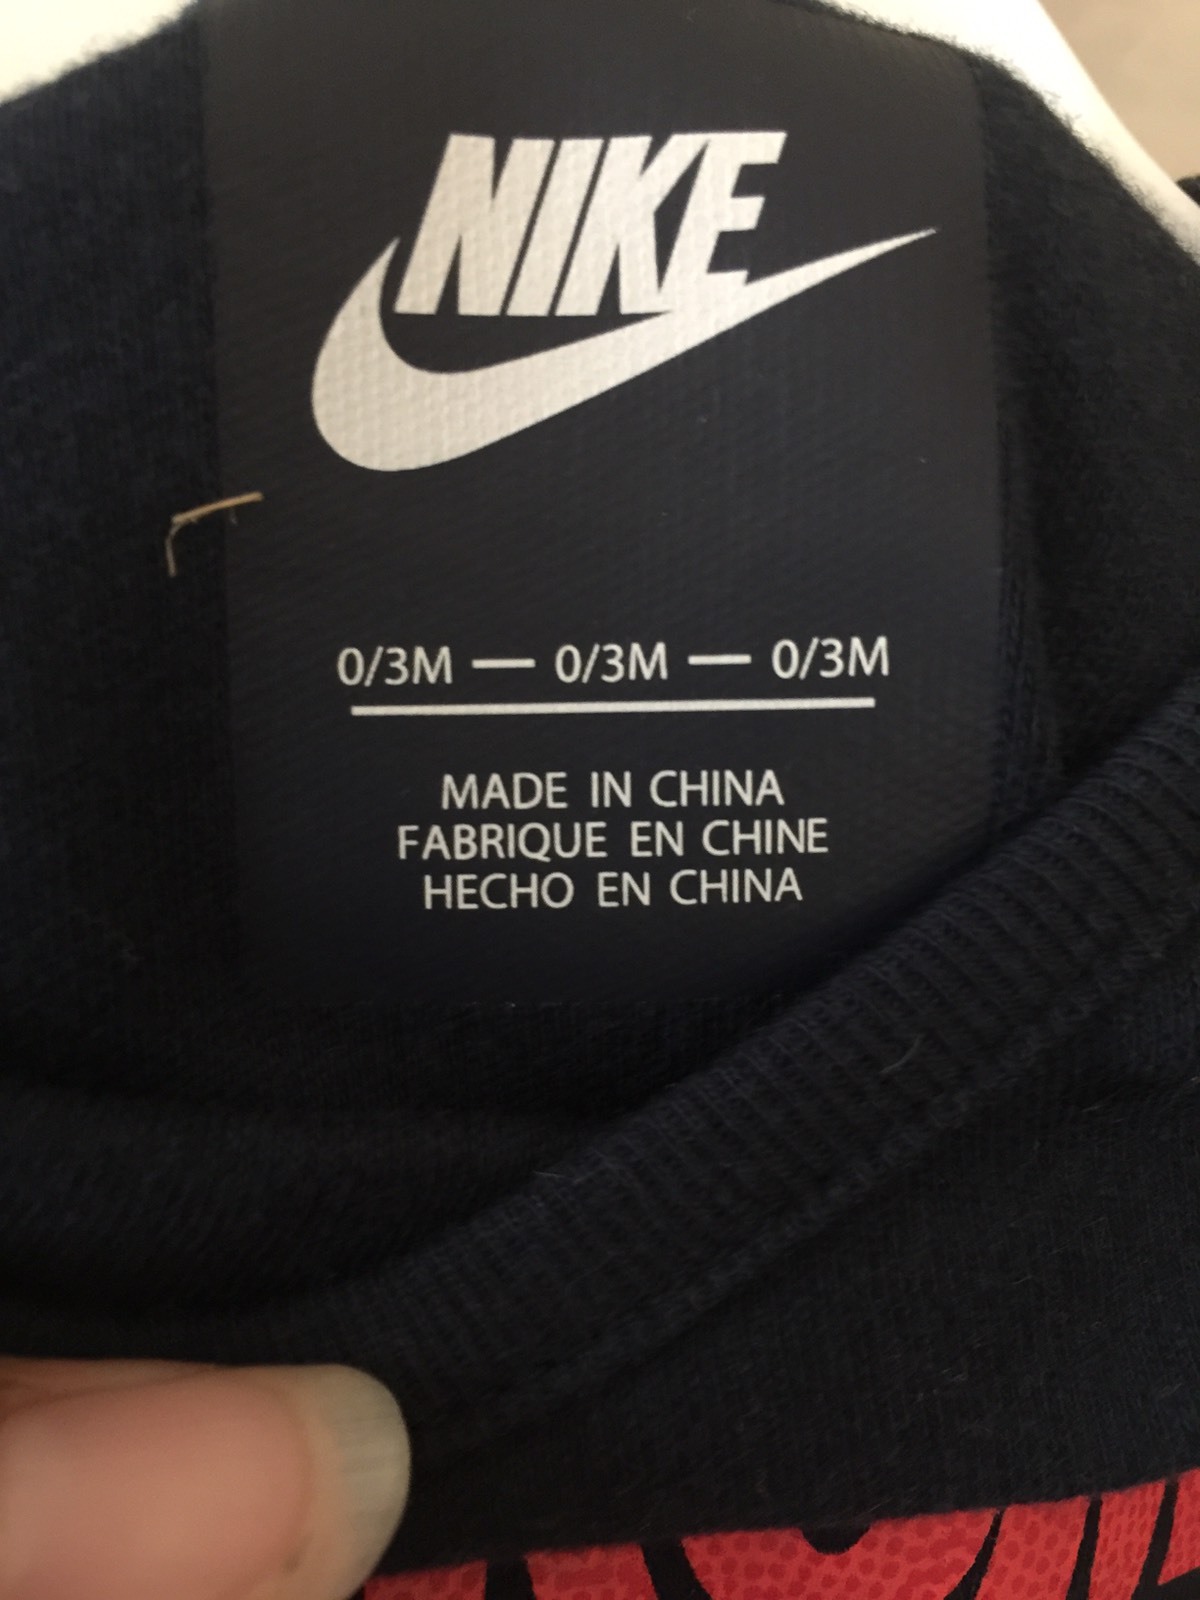 NIKE
0/3M — 0/3M — 0/3M
MADE IN CHINA
FABRIQUE EN CHINE
HECHO EN CHINA